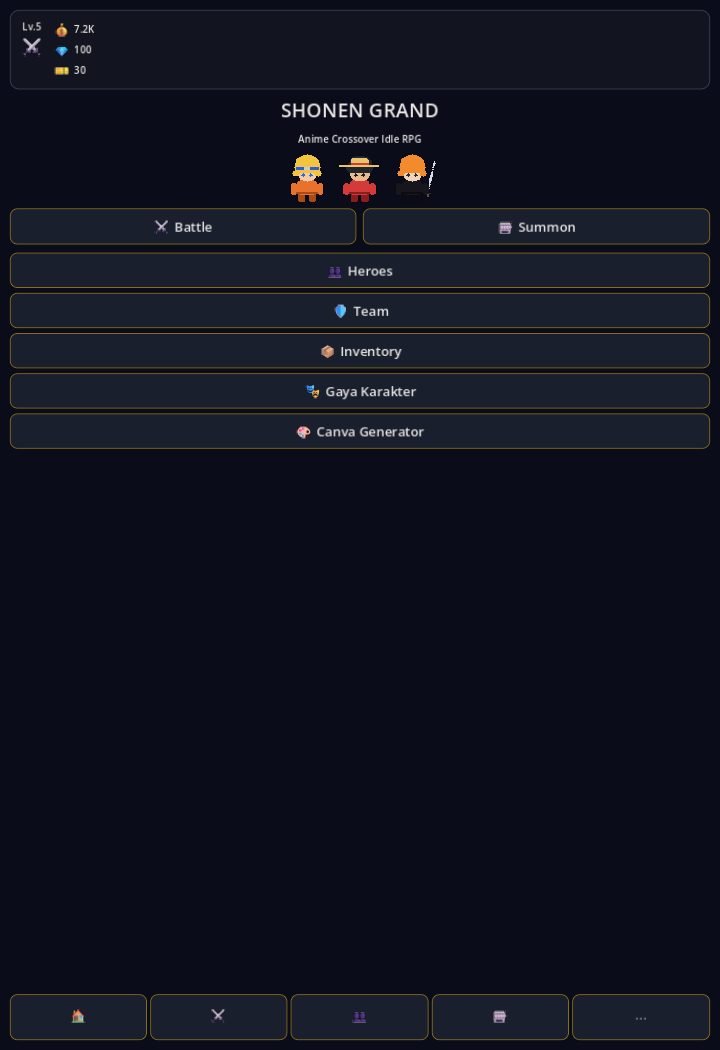 Lv.5
7.2K
100
30
SHONEN GRAND
Anime Crossover Idle RPG
Battle
Summon
Heroes
Team
Inventory
Gaya Karakter
Canva Generator
...